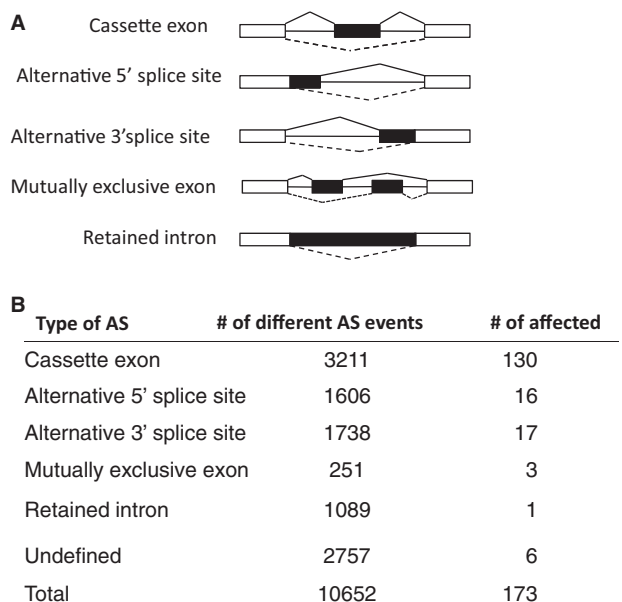 A
Cassette exon
Alternative 5' splice site
Alternative 3'splice site
Mutually exclusive exon
Retained intron
B
Type of AS # of different AS events # of affected
Cassette exon 3211 130
Alternative 5' splice site 1606 16
Alternative 3' splice site 1738 17
Mutually exclusive exon 251 3
Retained intron 1089 1
Undefined 2757 6
Total 10652 173